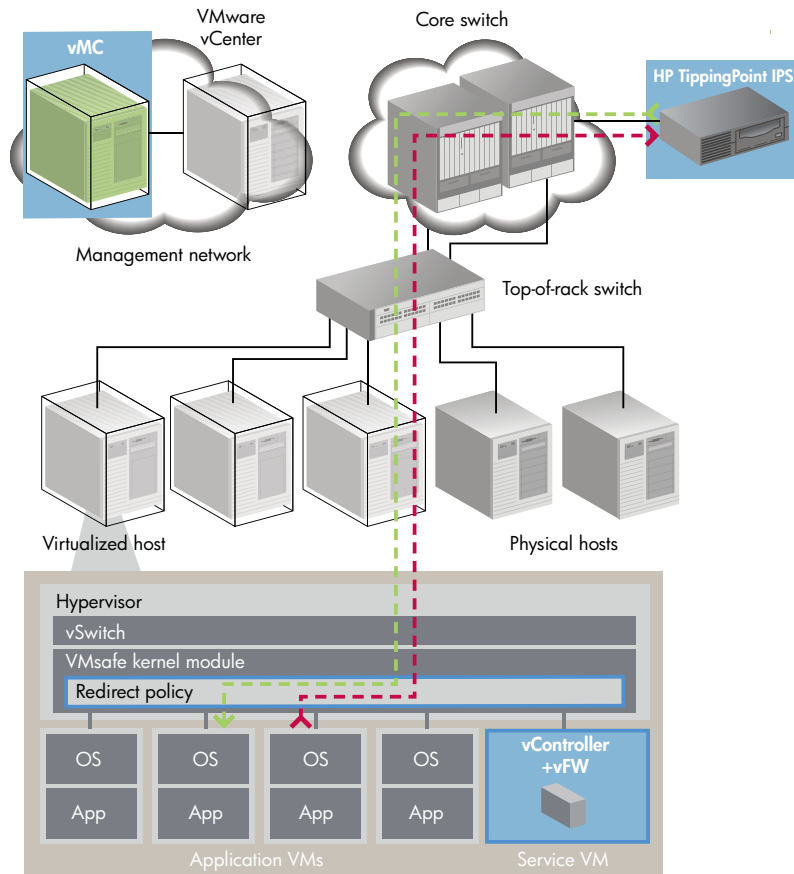 VMware
vCenter
Core switch
vMC
HP TippingPoint IPS
Management network
Top-of-rack switch
Virtualized host
Physical hosts
Hypervisor
vSwitch
VMsafe kernel module
Redirect policy
OS
OS
OS
OS
vController
+vFW
App
App
App
App
Application VMs
Service VM